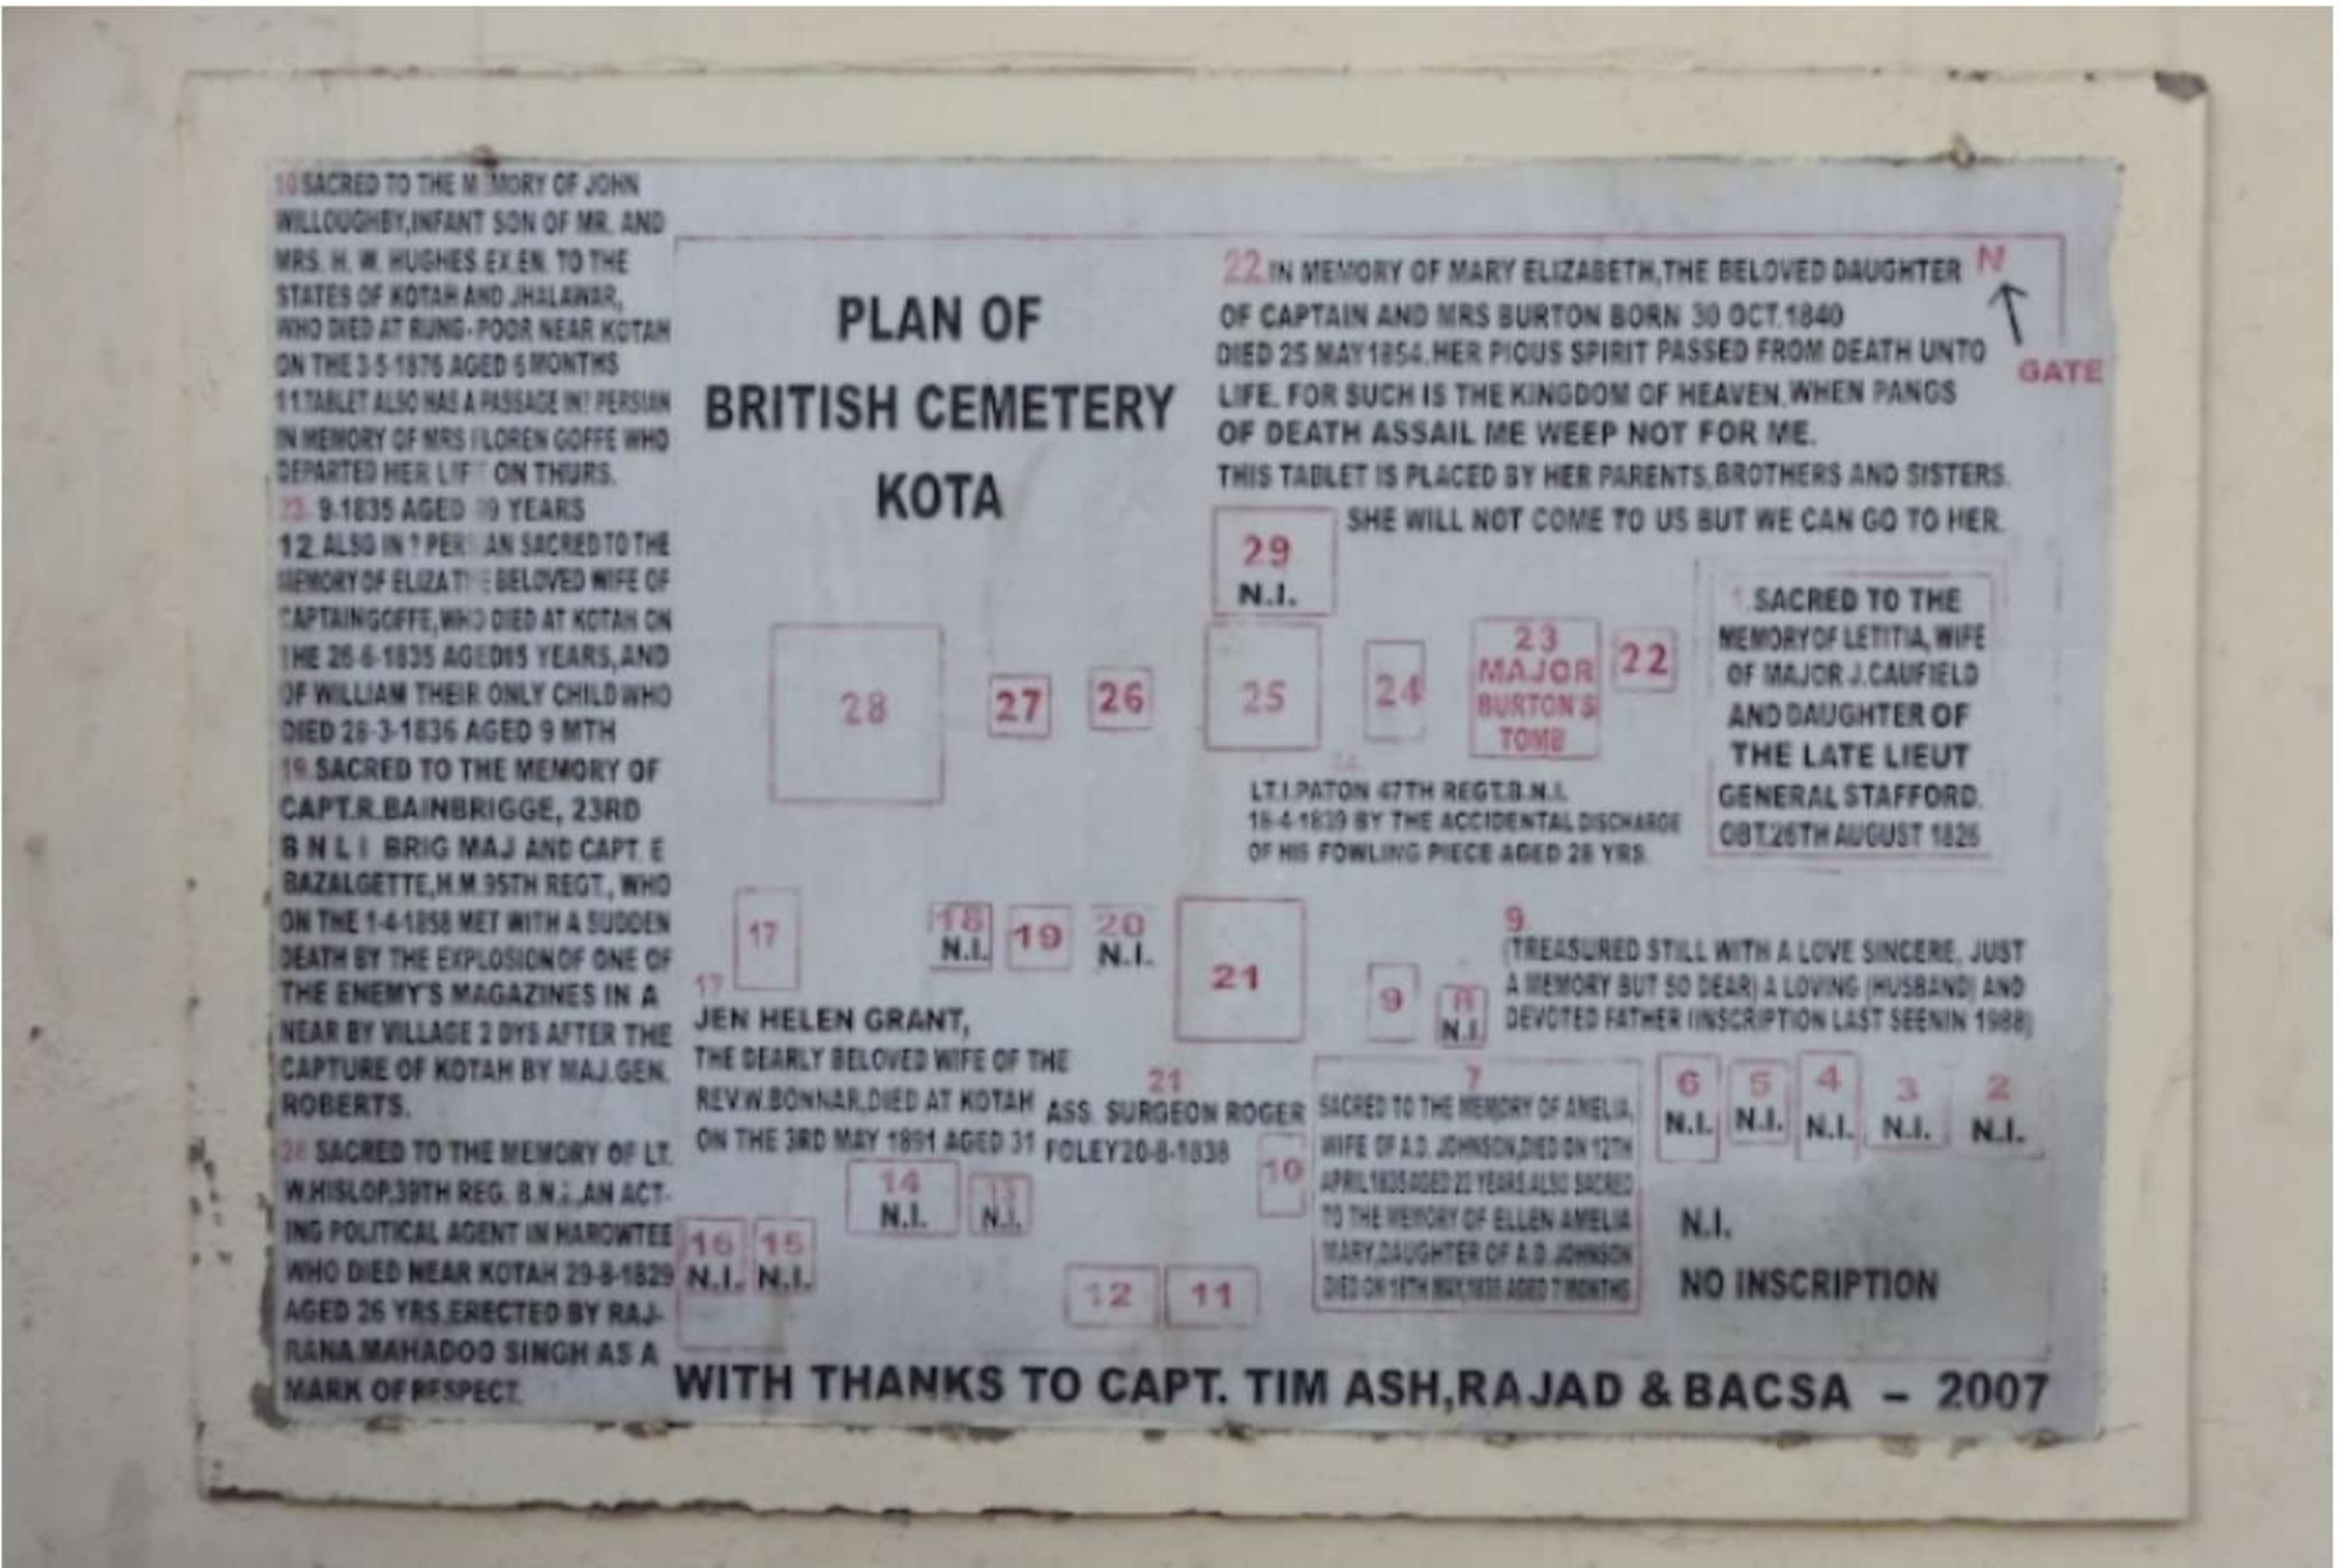 10 SACRED TO THE MEMORY OF JOHN
WILLOUGHBY, INFANT SON OF MR. AND
MRS. H. W. HUGHES. EX. EN. TO THE
STATES OF KOTAH AND JHALAWAR,
WHO DIED AT RUNG-POOR NEAR KOTAH
ON THE 3-5-1876 AGED 6 MONTHS
11. TABLET ALSO HAS A PASSAGE IN? PERSIAN
IN MEMORY OF MRS LOREN GOFFE WHO
DEPARTED HER LIFE ON THURS.
9-1835 AGED 9 YEARS
12. ALSO IN ? PERSIAN SACRED TO THE
MEMORY OF ELIZA THE BELOVED WIFE OF
CAPTAIN GOFFE, WHO DIED AT KOTAH ON
THE 26-6-1835 AGED 15 YEARS, AND
OF WILLIAM THEIR ONLY CHILD WHO
DIED 28-3-1836 AGED 9 MTH
19. SACRED TO THE MEMORY OF
CAPT. R. BAINBRIGGE, 23RD
B N L I BRIG MAJ AND CAPT. E
BAZALGETTE, H.M. 95TH REGT., WHO
ON THE 1-4-1858 MET WITH A SUDDEN
DEATH BY THE EXPLOSION OF ONE OF
THE ENEMY'S MAGAZINES IN A
NEAR BY VILLAGE 2 DYS AFTER THE
CAPTURE OF KOTAH BY MAJ. GEN.
ROBERTS.
28 SACRED TO THE MEMORY OF LT.
W. HISLOP, 39TH REG. B.N.I., AN ACT-
ING POLITICAL AGENT IN HAROWTEE
WHO DIED NEAR KOTAH 29-8-1829
AGED 26 YRS. ERECTED BY RAJ-
RANA MAHADOO SINGH AS A
MARK OF RESPECT.
PLAN OF
BRITISH CEMETERY
KOTA
22. IN MEMORY OF MARY ELIZABETH, THE BELOVED DAUGHTER
OF CAPTAIN AND MRS BURTON BORN 30 OCT. 1840
DIED 25 MAY 1854. HER PIOUS SPIRIT PASSED FROM DEATH UNTO
LIFE. FOR SUCH IS THE KINGDOM OF HEAVEN. WHEN PANGS
OF DEATH ASSAIL ME WEEP NOT FOR ME.
THIS TABLET IS PLACED BY HER PARENTS, BROTHERS AND SISTERS.
SHE WILL NOT COME TO US BUT WE CAN GO TO HER.
N
GATE
29
N.I.
28
27
26
25
24
23
MAJOR
BURTON'S
TOMB
22
SACRED TO THE
MEMORY OF LETITIA, WIFE
OF MAJOR J. CAUFIELD
AND DAUGHTER OF
THE LATE LIEUT
GENERAL STAFFORD.
OBT. 26TH AUGUST 1826
LT. I. PATON 47TH REGT. B.N.I.
18-4-1839 BY THE ACCIDENTAL DISCHARGE
OF HIS FOWLING PIECE AGED 28 YRS.
17
18
N.I.
19
20
N.I.
21
9
8
N.I.
9
(TREASURED STILL WITH A LOVE SINCERE, JUST
A MEMORY BUT SO DEAR) A LOVING (HUSBAND) AND
DEVOTED FATHER (INSCRIPTION LAST SEEN IN 1988)
17
JEN HELEN GRANT,
THE DEARLY BELOVED WIFE OF THE
REV. W. BONNAR, DIED AT KOTAH
ON THE 3RD MAY 1891 AGED 31
21
ASS. SURGEON ROGER
FOLEY 20-8-1838
7
SACRED TO THE MEMORY OF AMELIA,
WIFE OF A.D. JOHNSON, DIED ON 12TH
APRIL 1835 AGED 22 YEARS ALSO SACRED
TO THE MEMORY OF ELLEN AMELIA
MARY, DAUGHTER OF A.D. JOHNSON
DIED ON MAY, AGED 7 MONTHS
6
N.I.
5
N.I.
4
N.I.
3
N.I.
2
N.I.
10
14
N.I.
13
N.I.
16
N.I.
15
N.I.
12
11
N.I.
NO INSCRIPTION
WITH THANKS TO CAPT. TIM ASH, RAJAD & BACSA – 2007